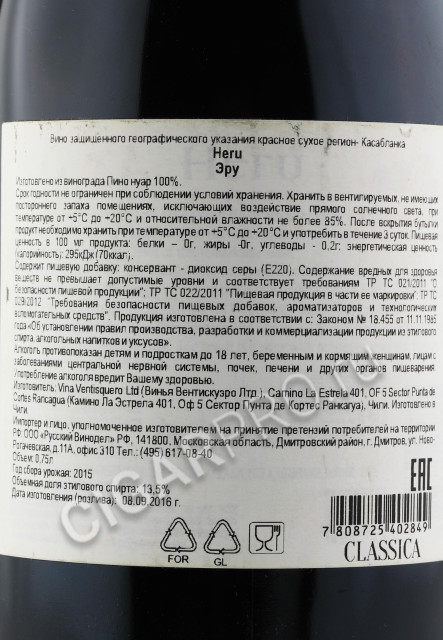 Вино защищенного географического указания красное сухое регион- Касабланка
Heru
Эру
Изготовлено из винограда Пино нуар 100%.
Срок годности не ограничен при соблюдении условий хранения. Хранить в вентилируемых, не имеющих
постороннего запаха помещениях, исключающих воздействие прямого солнечного света, при
температуре от +5°С до +20°С и относительной влажности не более 85%. После вскрытия бутылки
продукт необходимо хранить при температуре от +5°С до +20°С и употребить в течение 3 суток. Пищевая
ценность в 100 мл продукта: белки – 0г, жиры -0г, углеводы - 0,2г; энергетическая ценность
(калорийность): 295кДж (70ккал).
Содержит пищевую добавку: консервант - диоксид серы (Е220). Содержание вредных для здоровья
веществ не превышает допустимые уровни и соответствует требованиям ТР ТС 021/2011 "О
безопасности пищевой продукции"; ТР ТС 022/2011 "Пищевая продукция в части ее маркировки"; ТР ТС
029/2012 "Требования безопасности пищевых добавок, ароматизаторов и технологических
вспомогательных средств". Продукция изготовлена в соответствии с: Законом № 18.455 от 11.11.1985
года «Об установлении правил производства, разработки и коммерциализации продукции из этилового
спирта, алкогольных напитков и уксусов».
Алкоголь противопоказан детям и подросткам до 18 лет, беременным и кормящим женщинам, лицам с
заболеваниями центральной нервной системы, почек, печени и других органов пищеварения.
Употребление алкоголя вредит Вашему здоровью.
Изготовитель: Vina Ventisquero Ltd (Винья Вентискуэро Лтд.), Camino La Estrela 401, OF 5 Sector Punta de
Cortes Rancagua (Камино Ла Эстрела 401, Оф 5 Сектор Пунта де Кортес Ранкагуа), Чили. Изготовлено в
Чили.
Импортер и лицо, уполномоченное изготовителем на принятие претензий потребителей на территории
РФ: ООО «Русский Винодел» РФ, 141800, Московская область, Дмитровский район, г. Дмитров, ул. Ново-
Рогачевская, д.11А, офис 310 Тел.: (495) 617-08-40
Объем: 0,75л
Год сбора урожая: 2015
Объемная доля этилового спирта: 13,5%
Дата изготовления (розлива): 08.09.2016 г.
FOR
GL
EAC
7 808725 402849
CLASSICA
CIGARPRO.RU